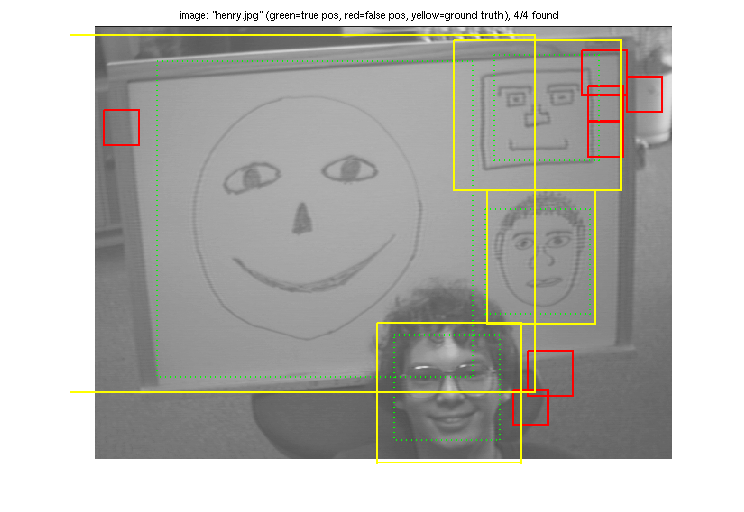 image: "henry.jpg" (green=true pos, red=false pos, yellow=ground truth), 4/4 found